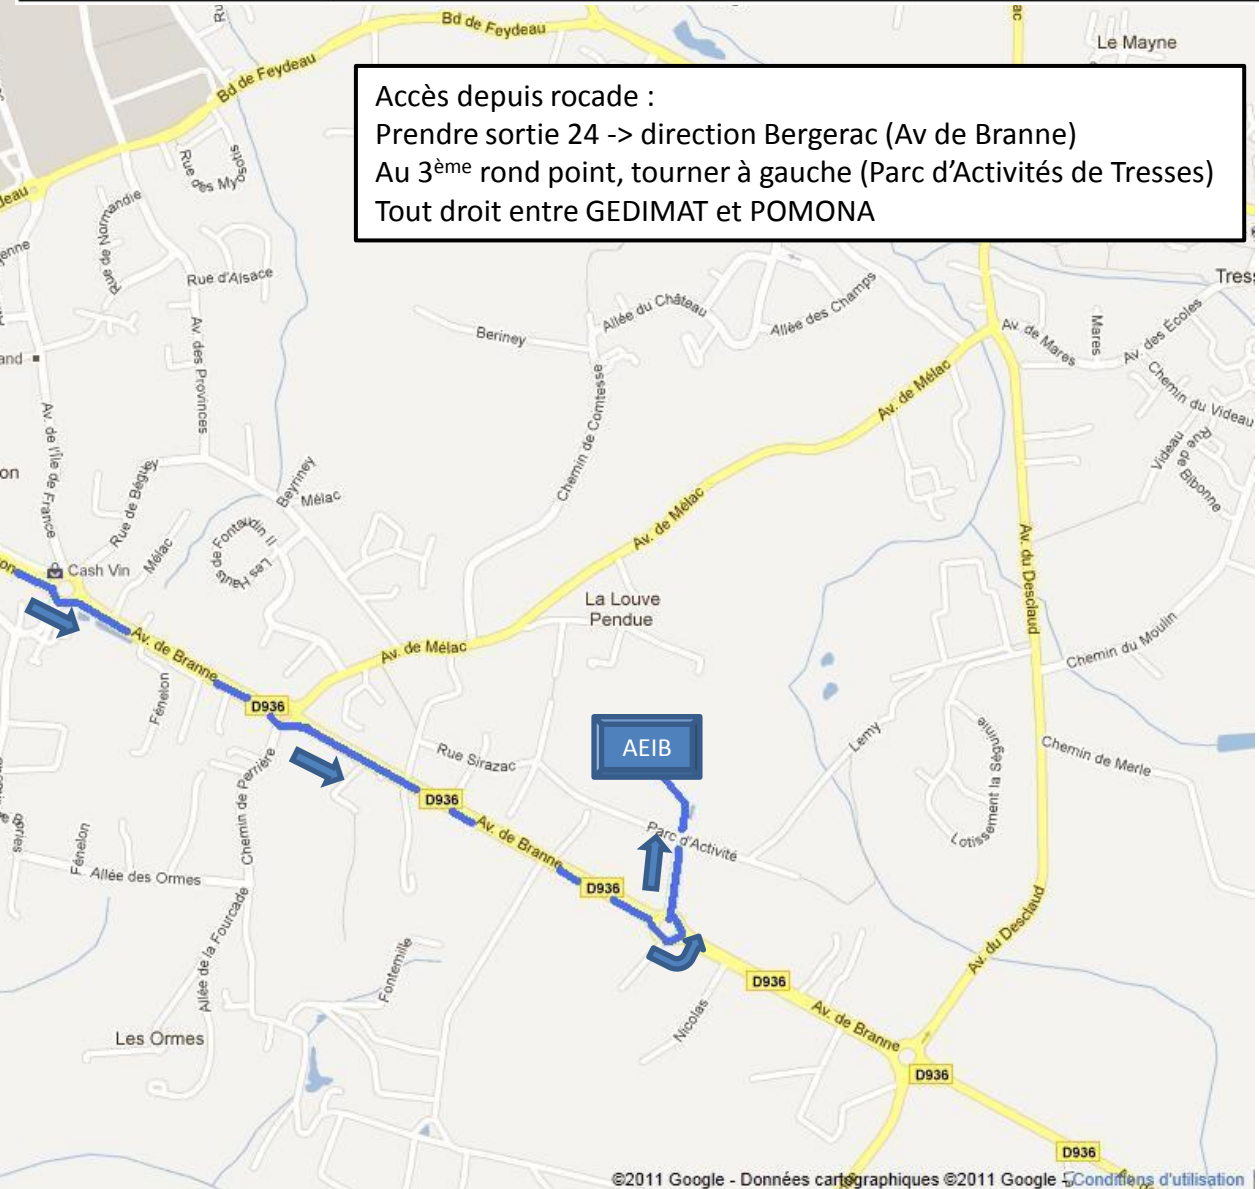 Bd de Feydeau
Le Mayne
Bd de Feydeau
Accès depuis rocade :
Prendre sortie 24 -> direction Bergerac (Av de Branne)
Au 3ème rond point, tourner à gauche (Parc d'Activités de Tresses)
Tout droit entre GEDIMAT et POMONA
Rue des Myosotis
Rue de Normandie
Rue d'Alsace
Av. des Provinces
Beriney
Allée du Château
Allée des Champs
Av. de Mares
Mares
Av. des Écoles
Chemin du Videau
Videau
Rue de Bibonne
Av. de Mélac
Chemin de Comtesse
Av. de l'Île de France
Rue de Béguey
Beyriney
Mélac
Mélac
Les Hauts de Fontaudin II
Cash Vin
Av. de Mélac
La Louve
Pendue
Av. du Desclaud
Chemin du Moulin
Av. de Branne
Av. de Mélac
Fénelon
D936
AEIB
Rue Sirazac
Lemy
Lotissement la Séguinie
Chemin de Merle
Chemin de Perrière
D936
Av. de Branne
Parc d'Activité
Fénelon
Allée des Ormes
D936
Allée de la Fourcade
Fontemille
Av. du Desclaud
D936
Nicolas
Av. de Branne
Les Ormes
D936
D936
©2011 Google - Données cartographiques ©2011 Google - Conditions d'utilisation